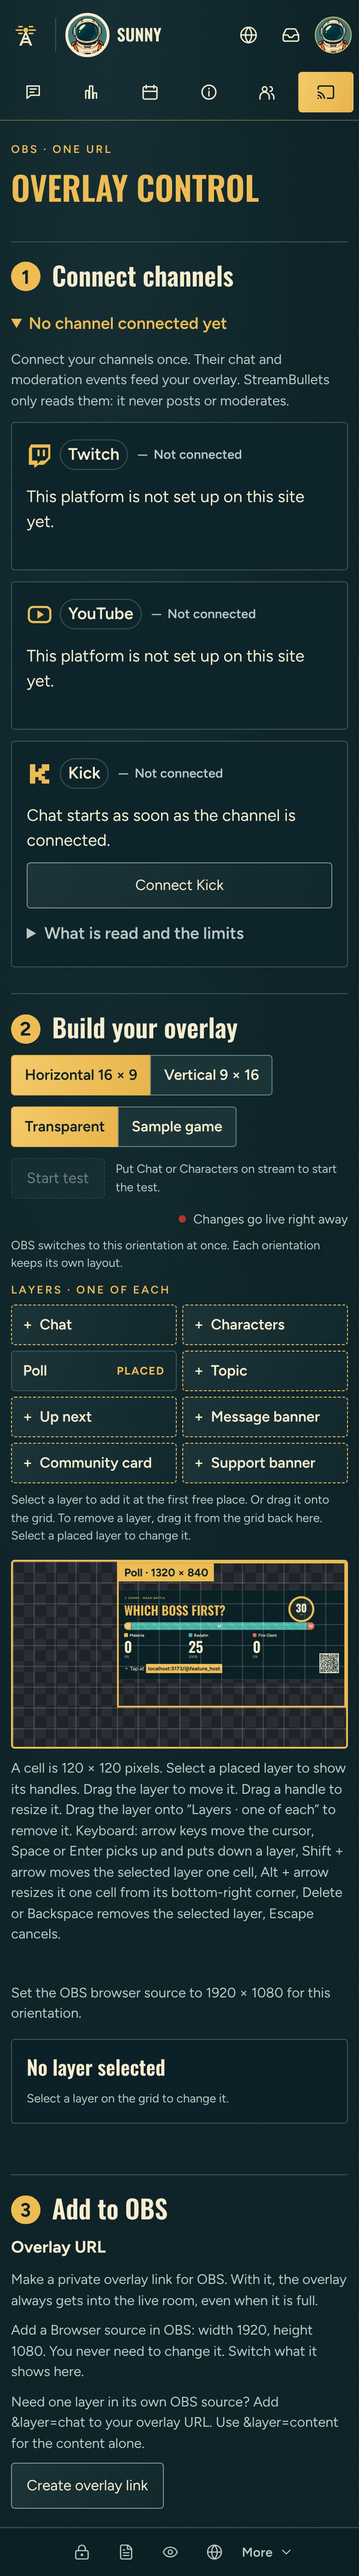 SUNNY
OBS · ONE URL
OVERLAY CONTROL
1 Connect channels
▼ No channel connected yet
Connect your channels once. Their chat and
moderation events feed your overlay. StreamBullets
only reads them: it never posts or moderates.
Twitch — Not connected
This platform is not set up on this site
yet.
YouTube — Not connected
This platform is not set up on this site
yet.
Kick — Not connected
Chat starts as soon as the channel is
connected.
Connect Kick
▶ What is read and the limits
2 Build your overlay
Horizontal 16 × 9 Vertical 9 × 16
Transparent Sample game
Start test Put Chat or Characters on stream to start
the test.
Changes go live right away
OBS switches to this orientation at once. Each orientation
keeps its own layout.
LAYERS · ONE OF EACH
+ Chat + Characters
Poll PLACED + Topic
+ Up next + Message banner
+ Community card + Support banner
Select a layer to add it at the first free place. Or drag it onto
the grid. To remove a layer, drag it from the grid back here.
Select a placed layer to change it.
Poll · 1320 × 840
WHICH BOSS FIRST? 30
Malenia Radahn Fire Giant
0 25 0
Tap at localhost:5173/@feature_host
A cell is 120 × 120 pixels. Select a placed layer to show
its handles. Drag the layer to move it. Drag a handle to
resize it. Drag the layer onto “Layers · one of each” to
remove it. Keyboard: arrow keys move the cursor,
Space or Enter picks up and puts down a layer, Shift +
arrow moves the selected layer one cell, Alt + arrow
resizes it one cell from its bottom-right corner, Delete
or Backspace removes the selected layer, Escape
cancels.
Set the OBS browser source to 1920 × 1080 for this
orientation.
No layer selected
Select a layer on the grid to change it.
3 Add to OBS
Overlay URL
Make a private overlay link for OBS. With it, the overlay
always gets into the live room, even when it is full.
Add a Browser source in OBS: width 1920, height
1080. You never need to change it. Switch what it
shows here.
Need one layer in its own OBS source? Add
&layer=chat to your overlay URL. Use &layer=content
for the content alone.
Create overlay link
More